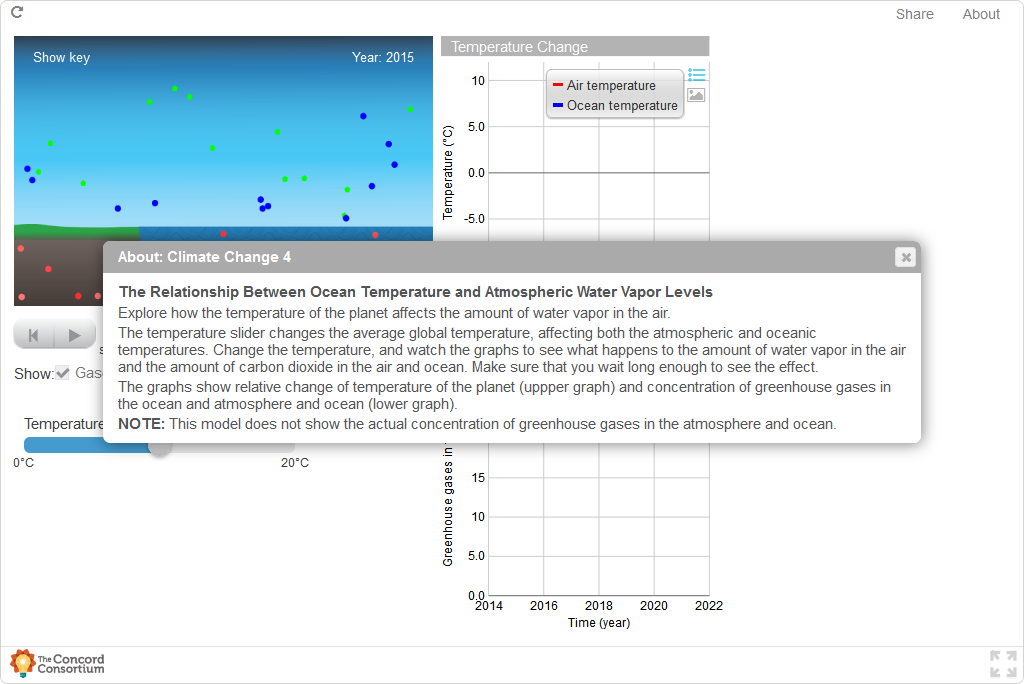 Share About
Show key Year: 2015
Temperature Change
Air temperature
Ocean temperature
10
5.0
0.0
-5.0
Temperature (°C)
About: Climate Change 4
The Relationship Between Ocean Temperature and Atmospheric Water Vapor Levels
Explore how the temperature of the planet affects the amount of water vapor in the air.
The temperature slider changes the average global temperature, affecting both the atmospheric and oceanic
temperatures. Change the temperature, and watch the graphs to see what happens to the amount of water vapor in the air
and the amount of carbon dioxide in the air and ocean. Make sure that you wait long enough to see the effect.
The graphs show relative change of temperature of the planet (uppper graph) and concentration of greenhouse gases in
the ocean and atmosphere and ocean (lower graph).
NOTE: This model does not show the actual concentration of greenhouse gases in the atmosphere and ocean.
Show:
Temperature
0°C 20°C
Greenhouse gases in
15
10
5.0
0.0
2014 2016 2018 2020 2022
Time (year)
The Concord
Consortium